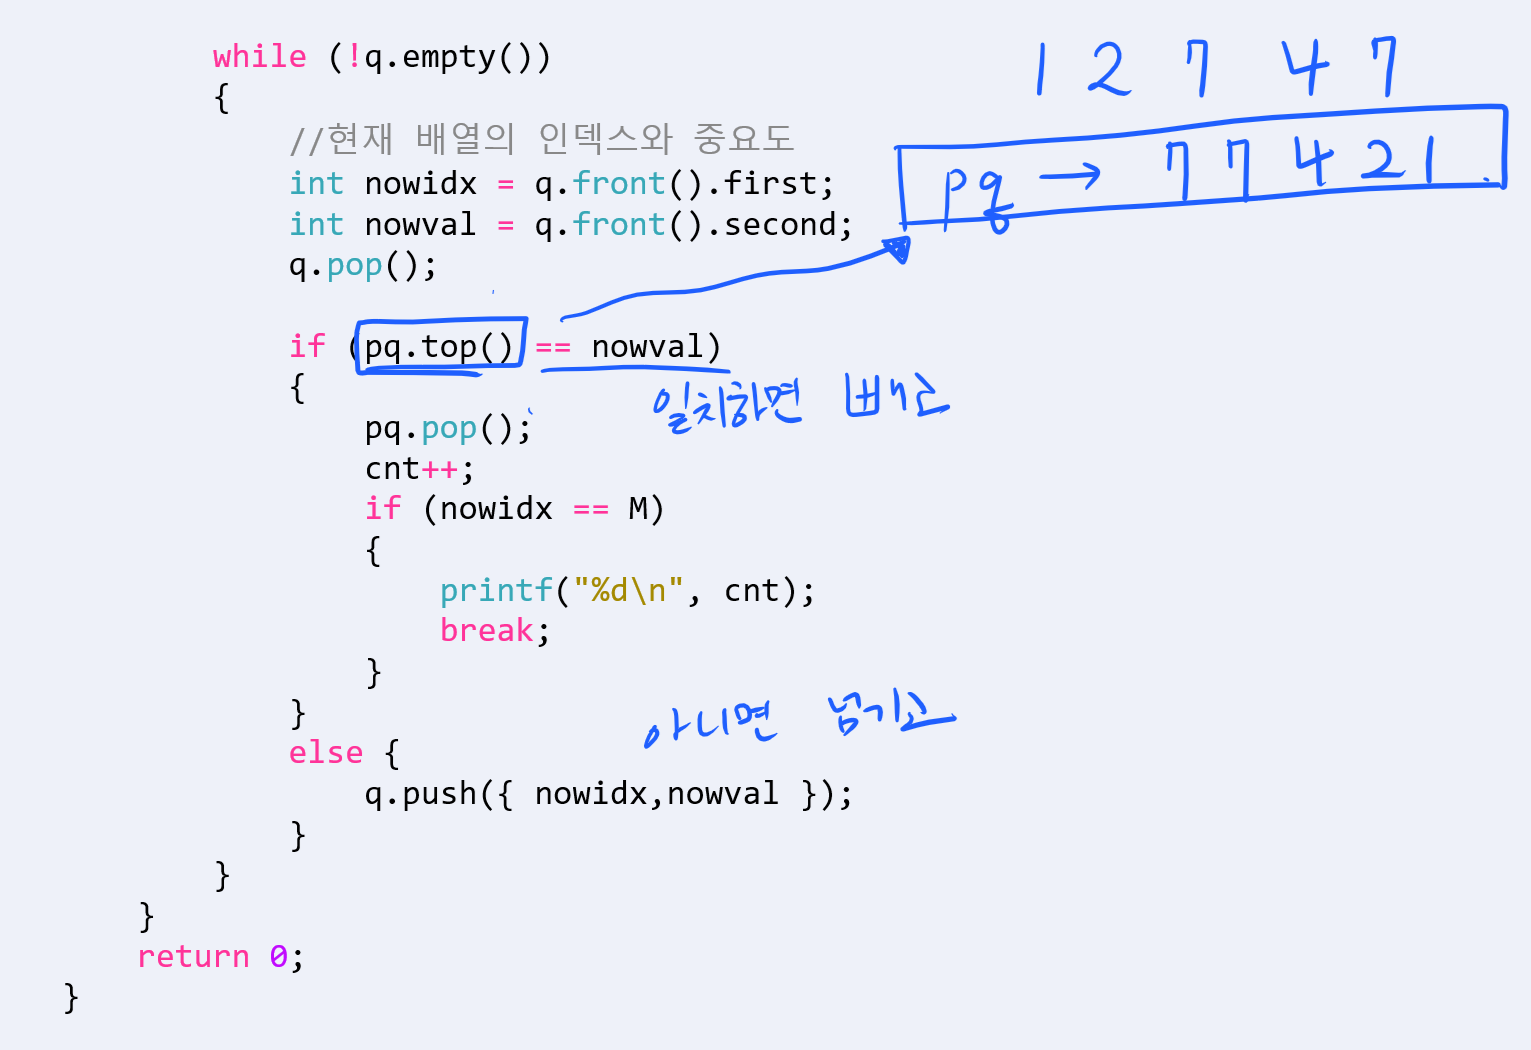 while (!q.empty())
1 2 7 4 7
{
//현재 배열의 인덱스와 중요도
pq → 7 7 4 2 1
int nowidx = q.front().first;
int nowval = q.front().second;
q.pop();
if (pq.top() == nowval)
{
일치하면 빼고
pq.pop();
cnt++;
if (nowidx == M)
{
printf("%d\n", cnt);
break;
}
}
아니면 넘기고
else {
q.push({ nowidx,nowval });
}
}
}
return 0;
}